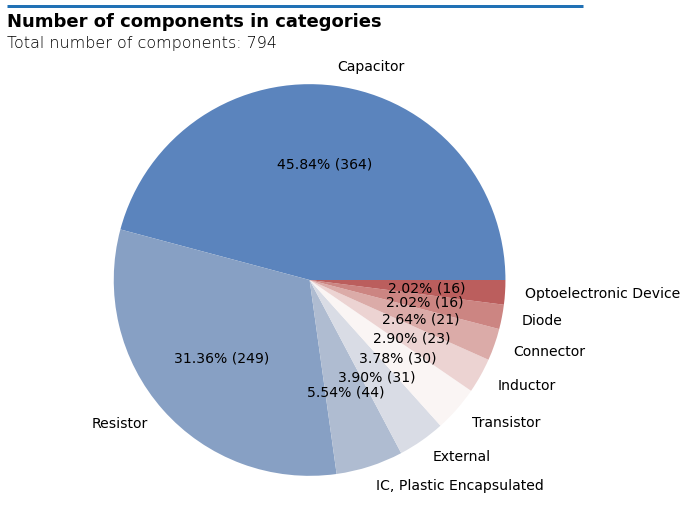 Number of components in categories
Total number of components: 794
Capacitor
45.84% (364)
2.02% (16)
Optoelectronic Device
2.02% (16)
Diode
2.64% (21)
Connector
2.90% (23)
Inductor
3.78% (30)
Transistor
3.90% (31)
External
5.54% (44)
IC, Plastic Encapsulated
31.36% (249)
Resistor